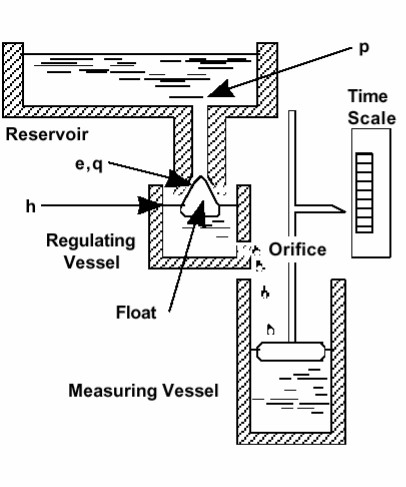 p
Time
Scale
Reservoir
e,q
h
Regulating
Vessel
Orifice
Float
Measuring Vessel